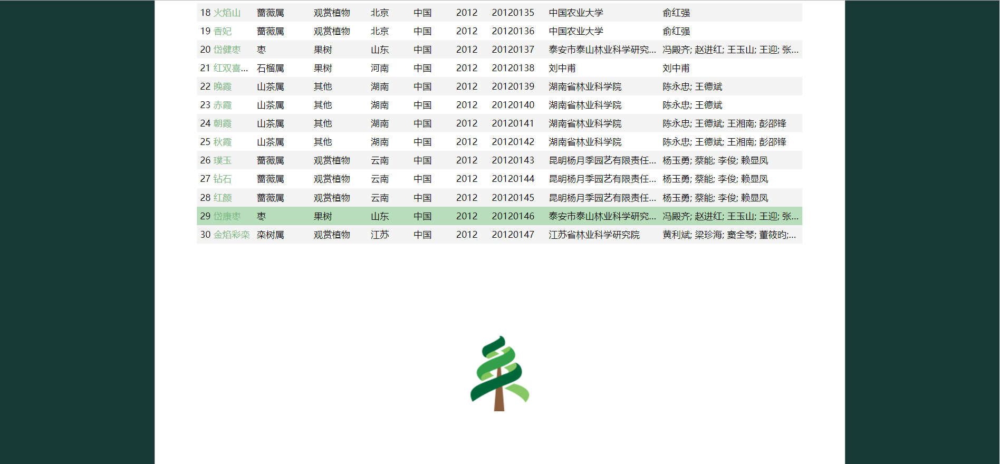 18 火焰山 蔷薇属 观赏植物 北京 中国 2012 20120135 中国农业大学 俞红强
19 香妃 蔷薇属 观赏植物 北京 中国 2012 20120136 中国农业大学 俞红强
20 岱健枣 枣 果树 山东 中国 2012 20120137 泰安市泰山林业科学研究... 冯殿齐; 赵进红; 王玉山; 王迎; 张...
21 红双喜... 石榴属 果树 河南 中国 2012 20120138 刘中甫 刘中甫
22 晚霞 山茶属 其他 湖南 中国 2012 20120139 湖南省林业科学院 陈永忠; 王德斌
23 赤霞 山茶属 其他 湖南 中国 2012 20120140 湖南省林业科学院 陈永忠; 王德斌
24 朝霞 山茶属 其他 湖南 中国 2012 20120141 湖南省林业科学院 陈永忠; 王德斌; 王湘南; 彭邵锋
25 秋霞 山茶属 其他 湖南 中国 2012 20120142 湖南省林业科学院 陈永忠; 王德斌; 王湘南; 彭邵锋
26 璞玉 蔷薇属 观赏植物 云南 中国 2012 20120143 昆明杨月季园艺有限责任... 杨玉勇; 蔡能; 李俊; 赖显凤
27 钻石 蔷薇属 观赏植物 云南 中国 2012 20120144 昆明杨月季园艺有限责任... 杨玉勇; 蔡能; 李俊; 赖显凤
28 红颜 蔷薇属 观赏植物 云南 中国 2012 20120145 昆明杨月季园艺有限责任... 杨玉勇; 蔡能; 李俊; 赖显凤
29 岱康枣 枣 果树 山东 中国 2012 20120146 泰安市泰山林业科学研究... 冯殿齐; 赵进红; 王玉山; 王迎; 张...
30 金焰彩栾 栾树属 观赏植物 江苏 中国 2012 20120147 江苏省林业科学研究院 黄利斌; 梁珍海; 窦全琴; 董筱昀;...